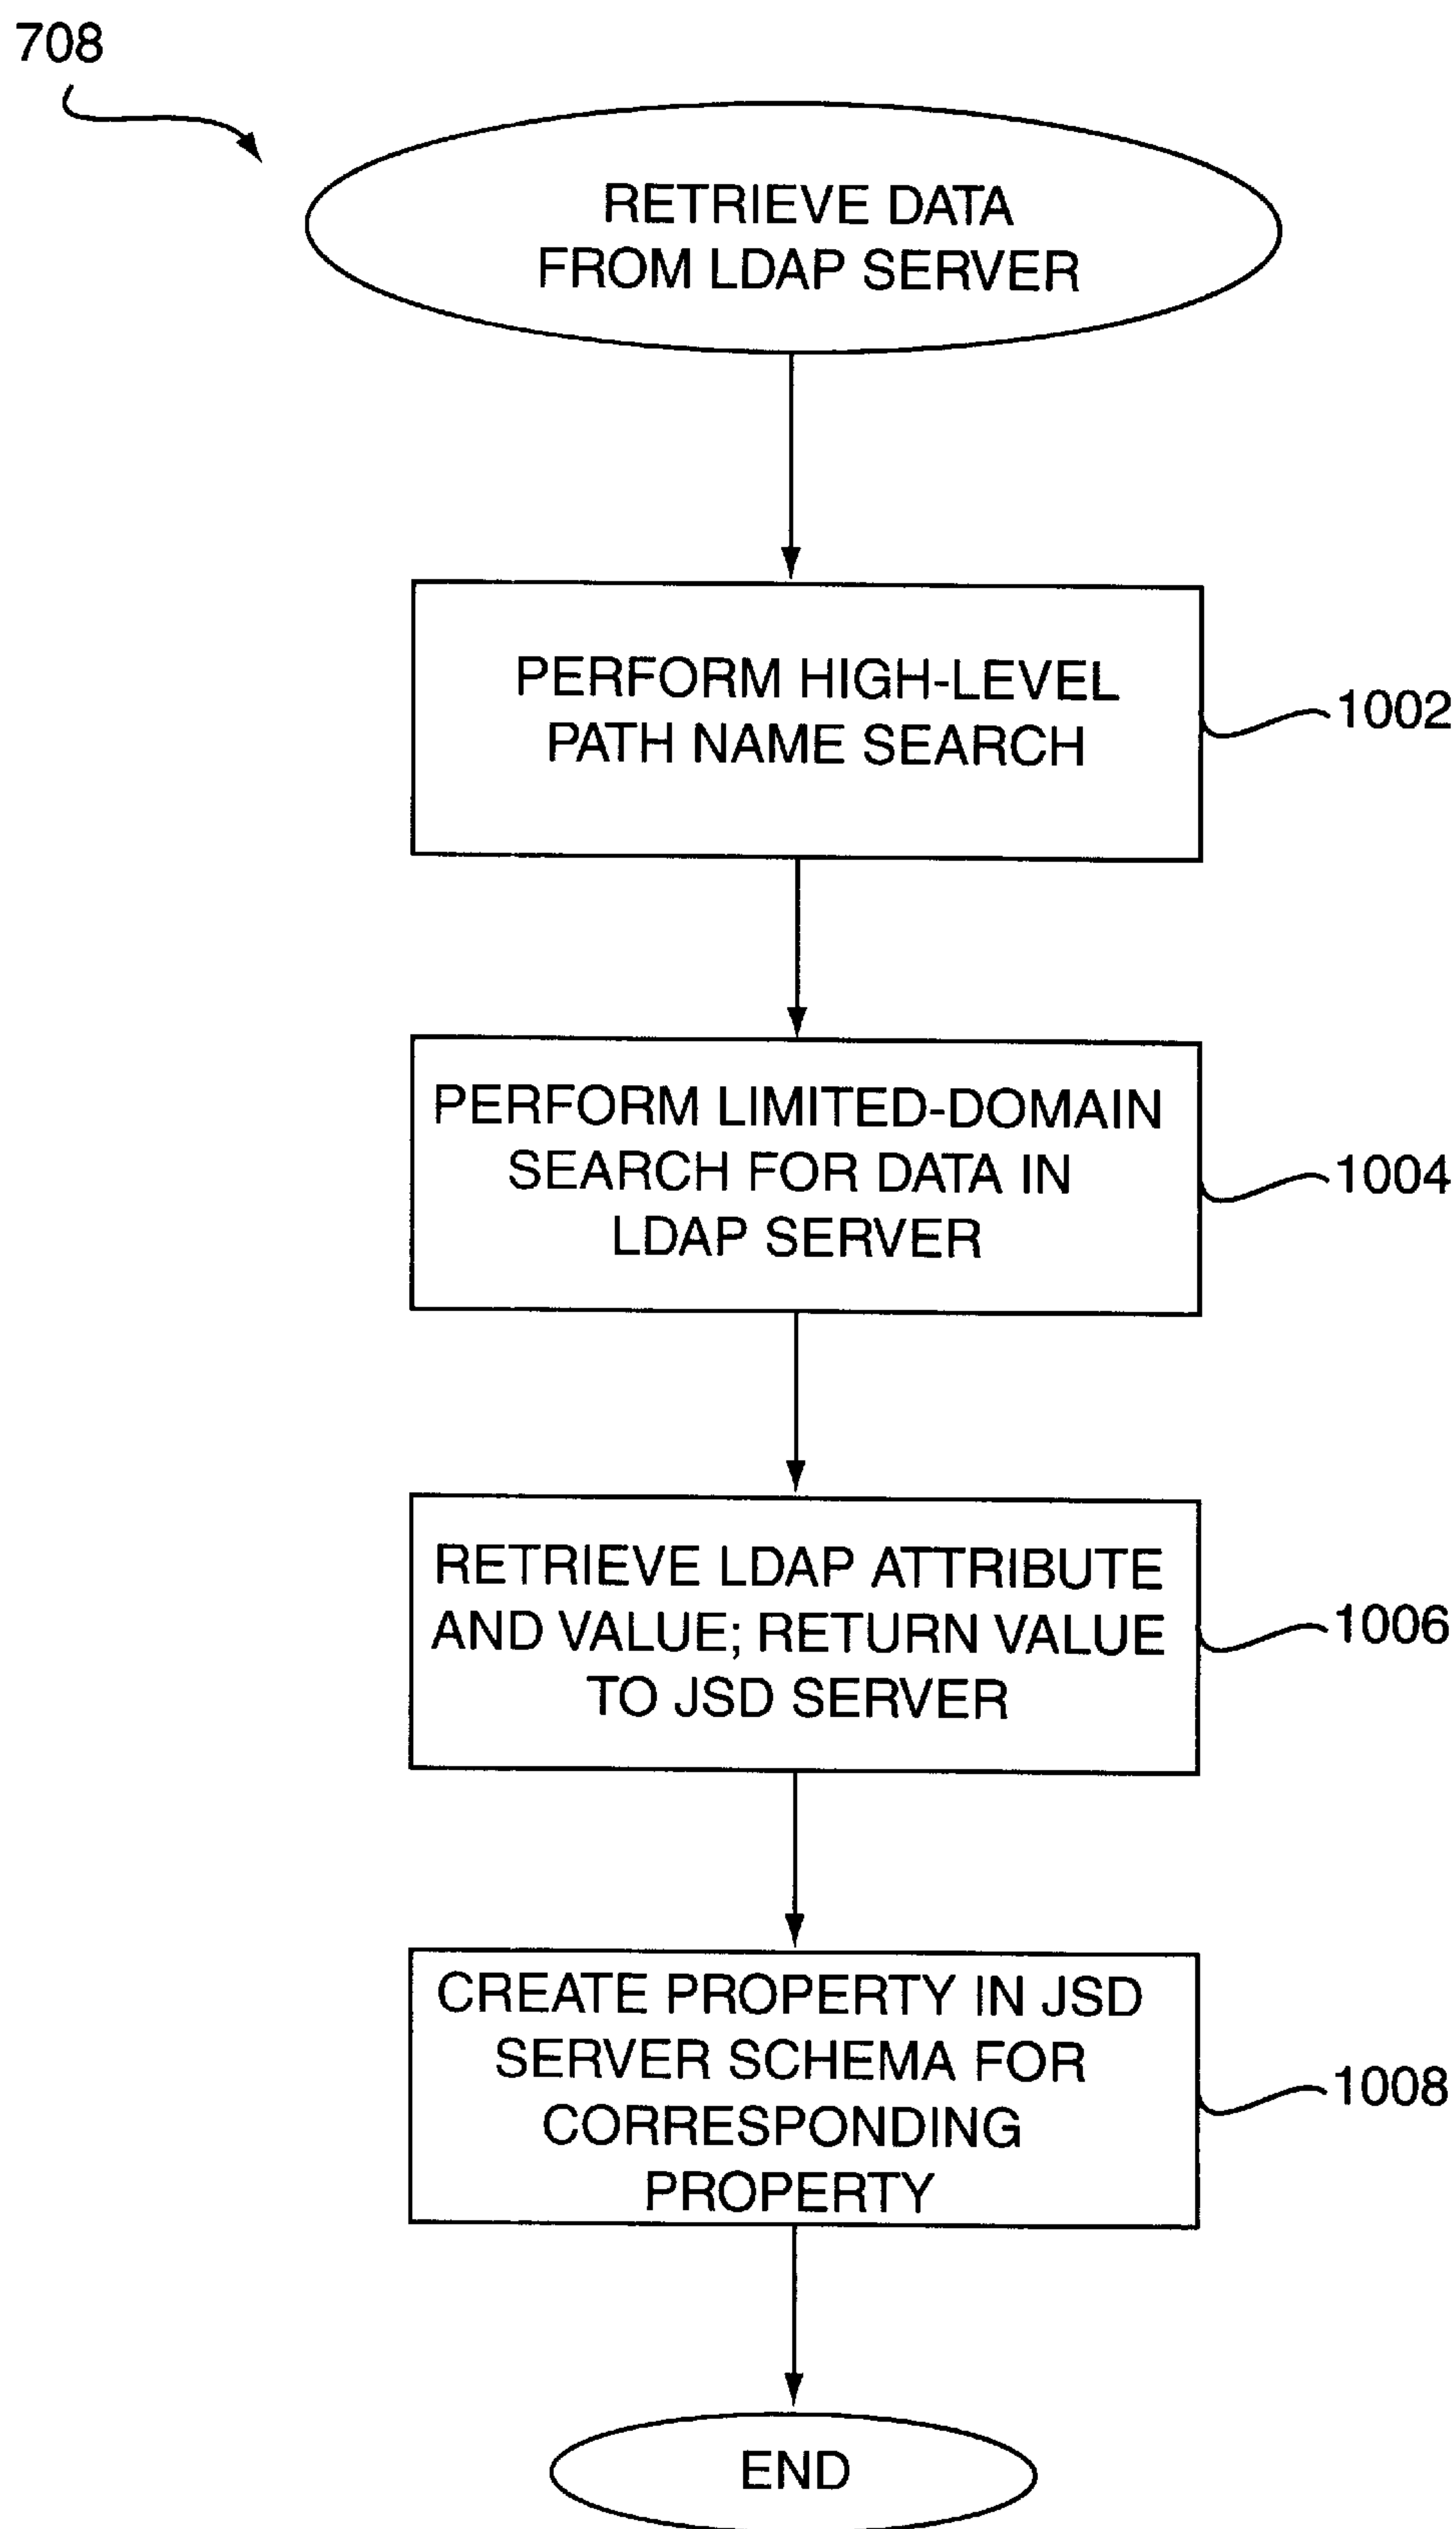 708
RETRIEVE DATA
FROM LDAP SERVER
PERFORM HIGH-LEVEL
PATH NAME SEARCH
1002
PERFORM LIMITED-DOMAIN
SEARCH FOR DATA IN
LDAP SERVER
1004
RETRIEVE LDAP ATTRIBUTE
AND VALUE; RETURN VALUE
TO JSD SERVER
1006
CREATE PROPERTY IN JSD
SERVER SCHEMA FOR
CORRESPONDING
PROPERTY
1008
END